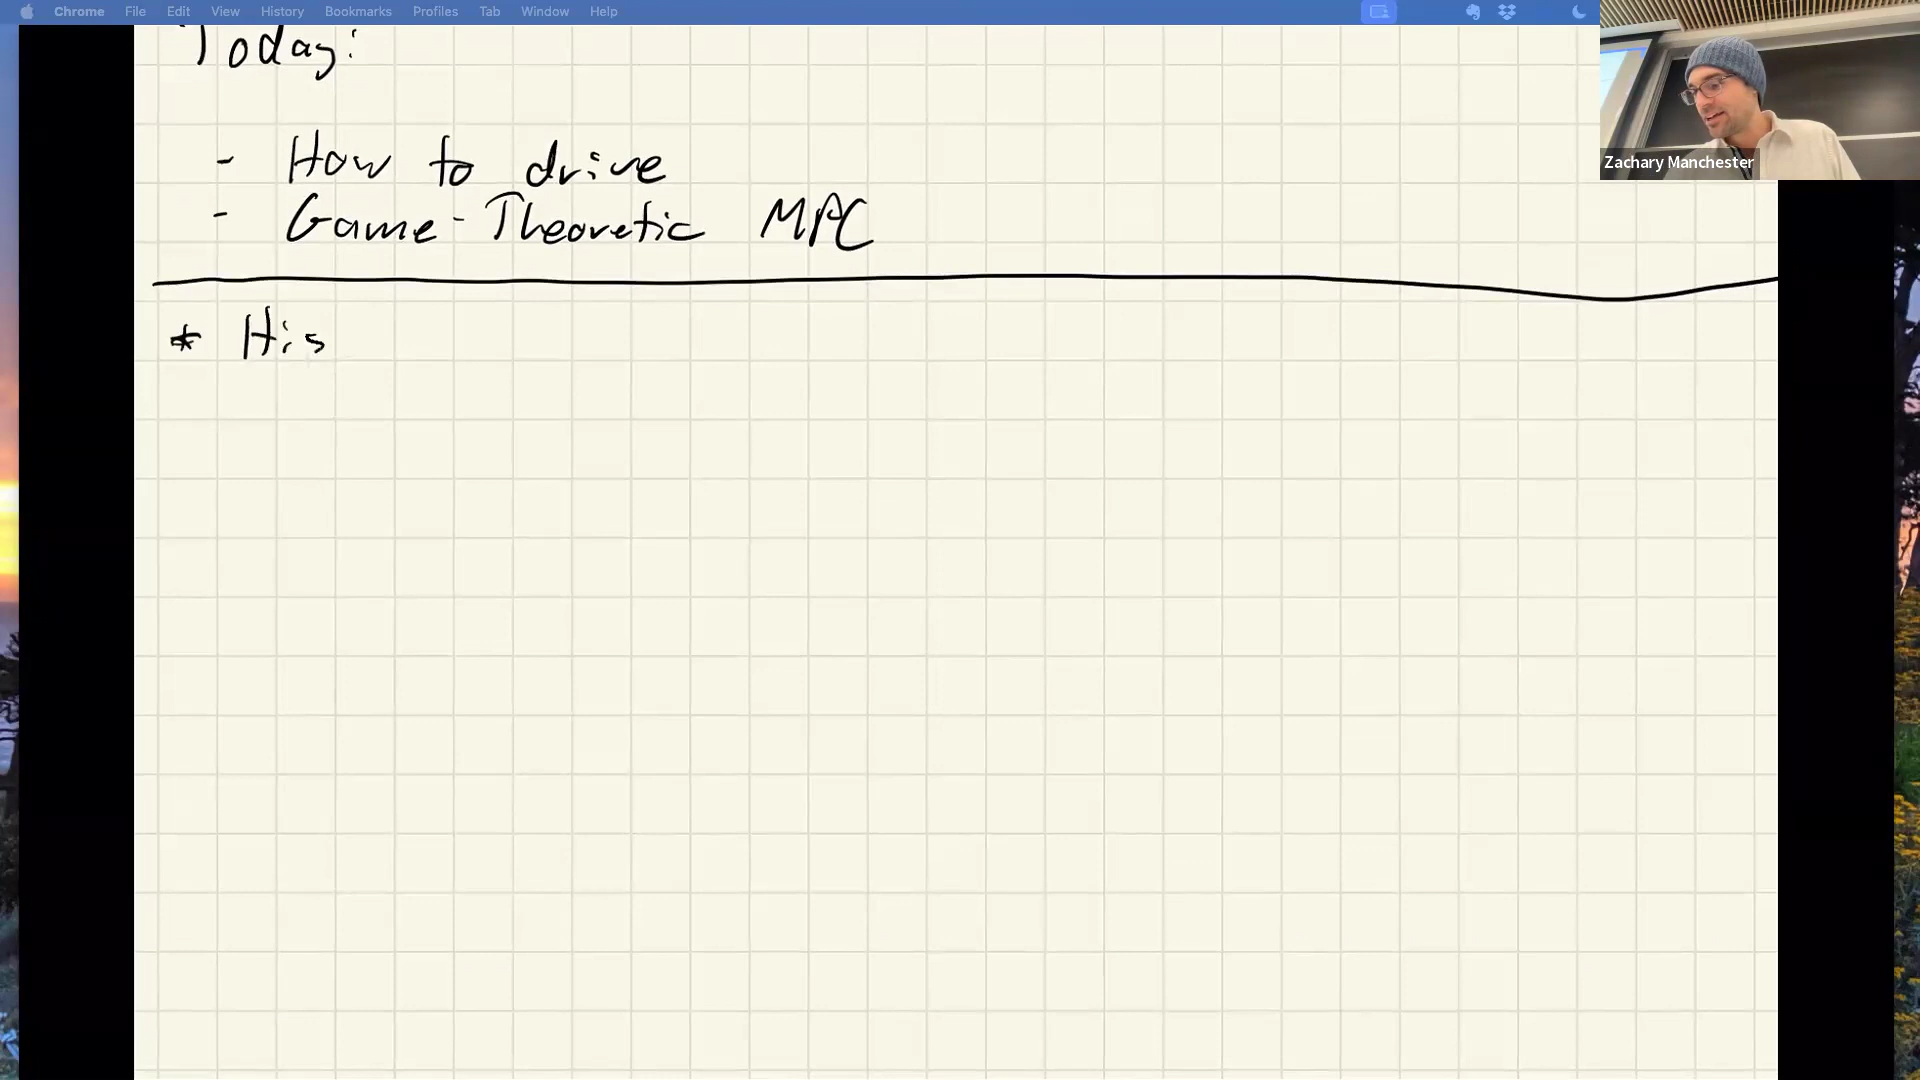 Chrome File Edit View History Bookmarks Profiles Tab Window Help
Today:
- How to drive
- Game-Theoretic MPC
* His
Zachary Manchester